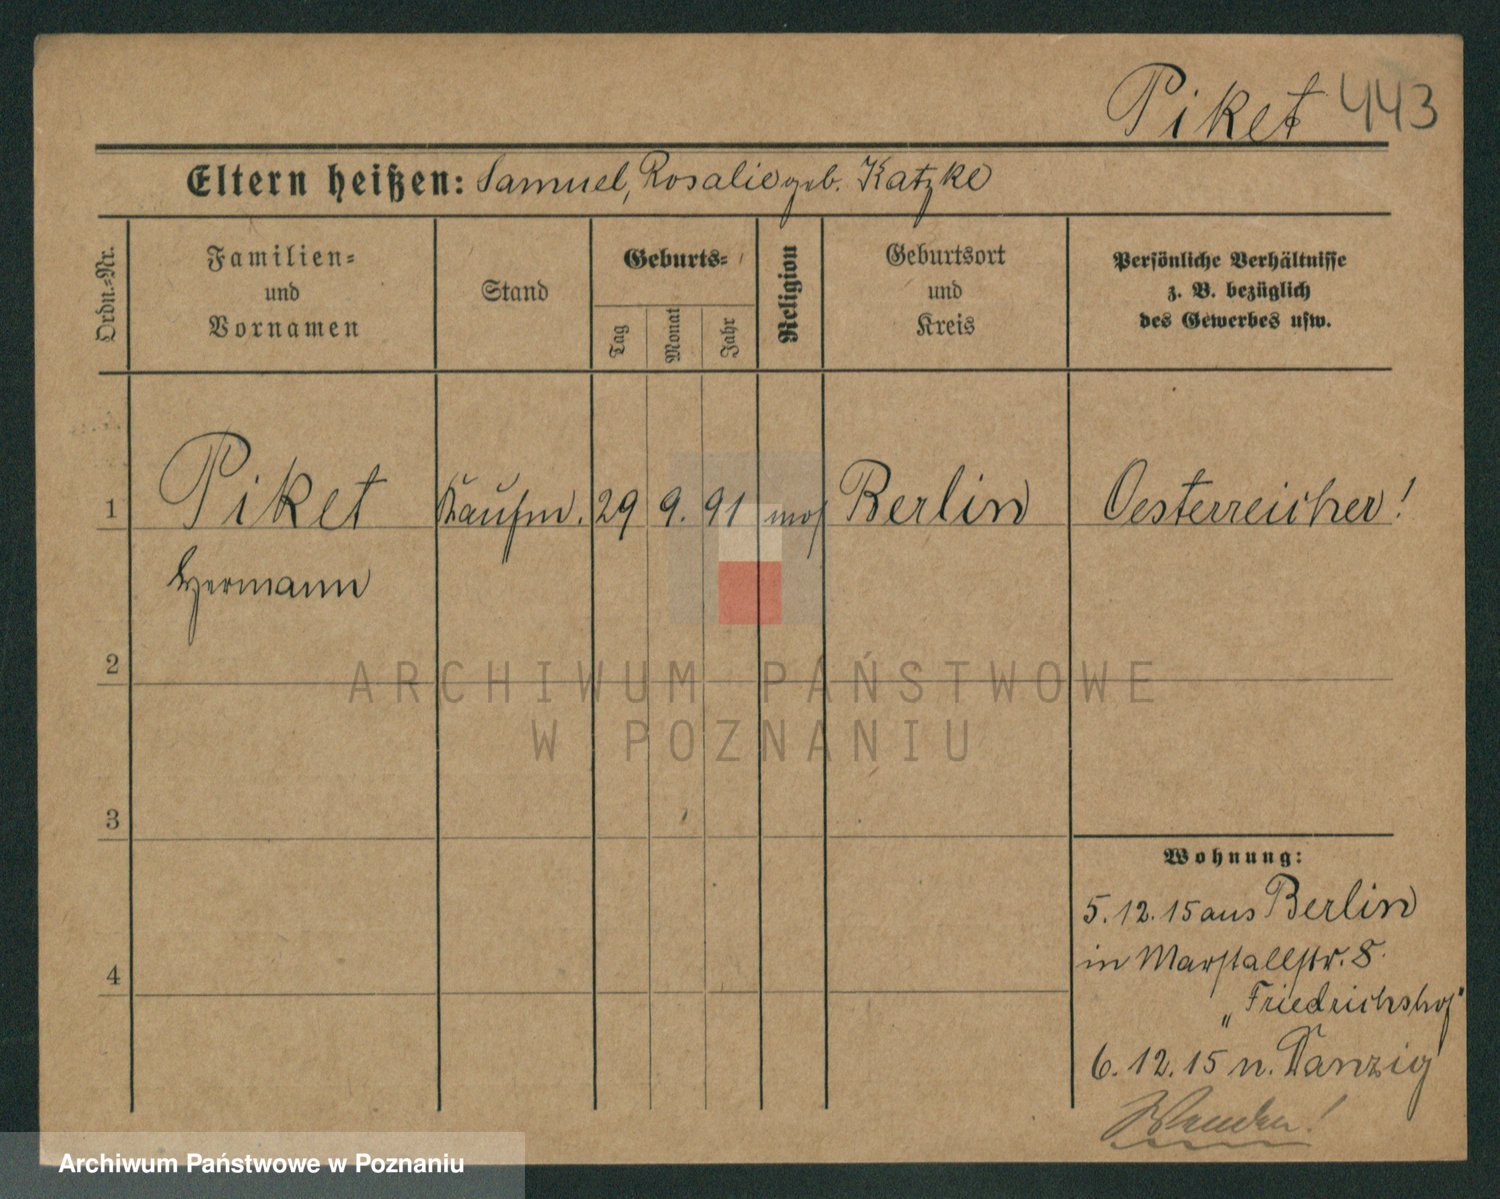 Piket 443
Eltern heißen: Samuel, Rosalie geb. Katzke
Ordn.-Nr.
Familien-
und
Vornamen
Stand
Geburts-
Tag
Monat
Jahr
Religion
Geburtsort
und
Kreis
Persönliche Verhältnisse
z. B. bezüglich
des Gewerbes usw.
1 Piket Kaufm. 29 9. 91 mos Berlin Oesterreicher!
Hermann
2
3
4
Wohnung:
5.12.15 aus Berlin
in Marstallstr. 8.
„Friedrichshof"
6.12.15 n. Danzig
Wenden!
ARCHIWUM PAŃSTWOWE
W POZNANIU
Archiwum Państwowe w Poznaniu